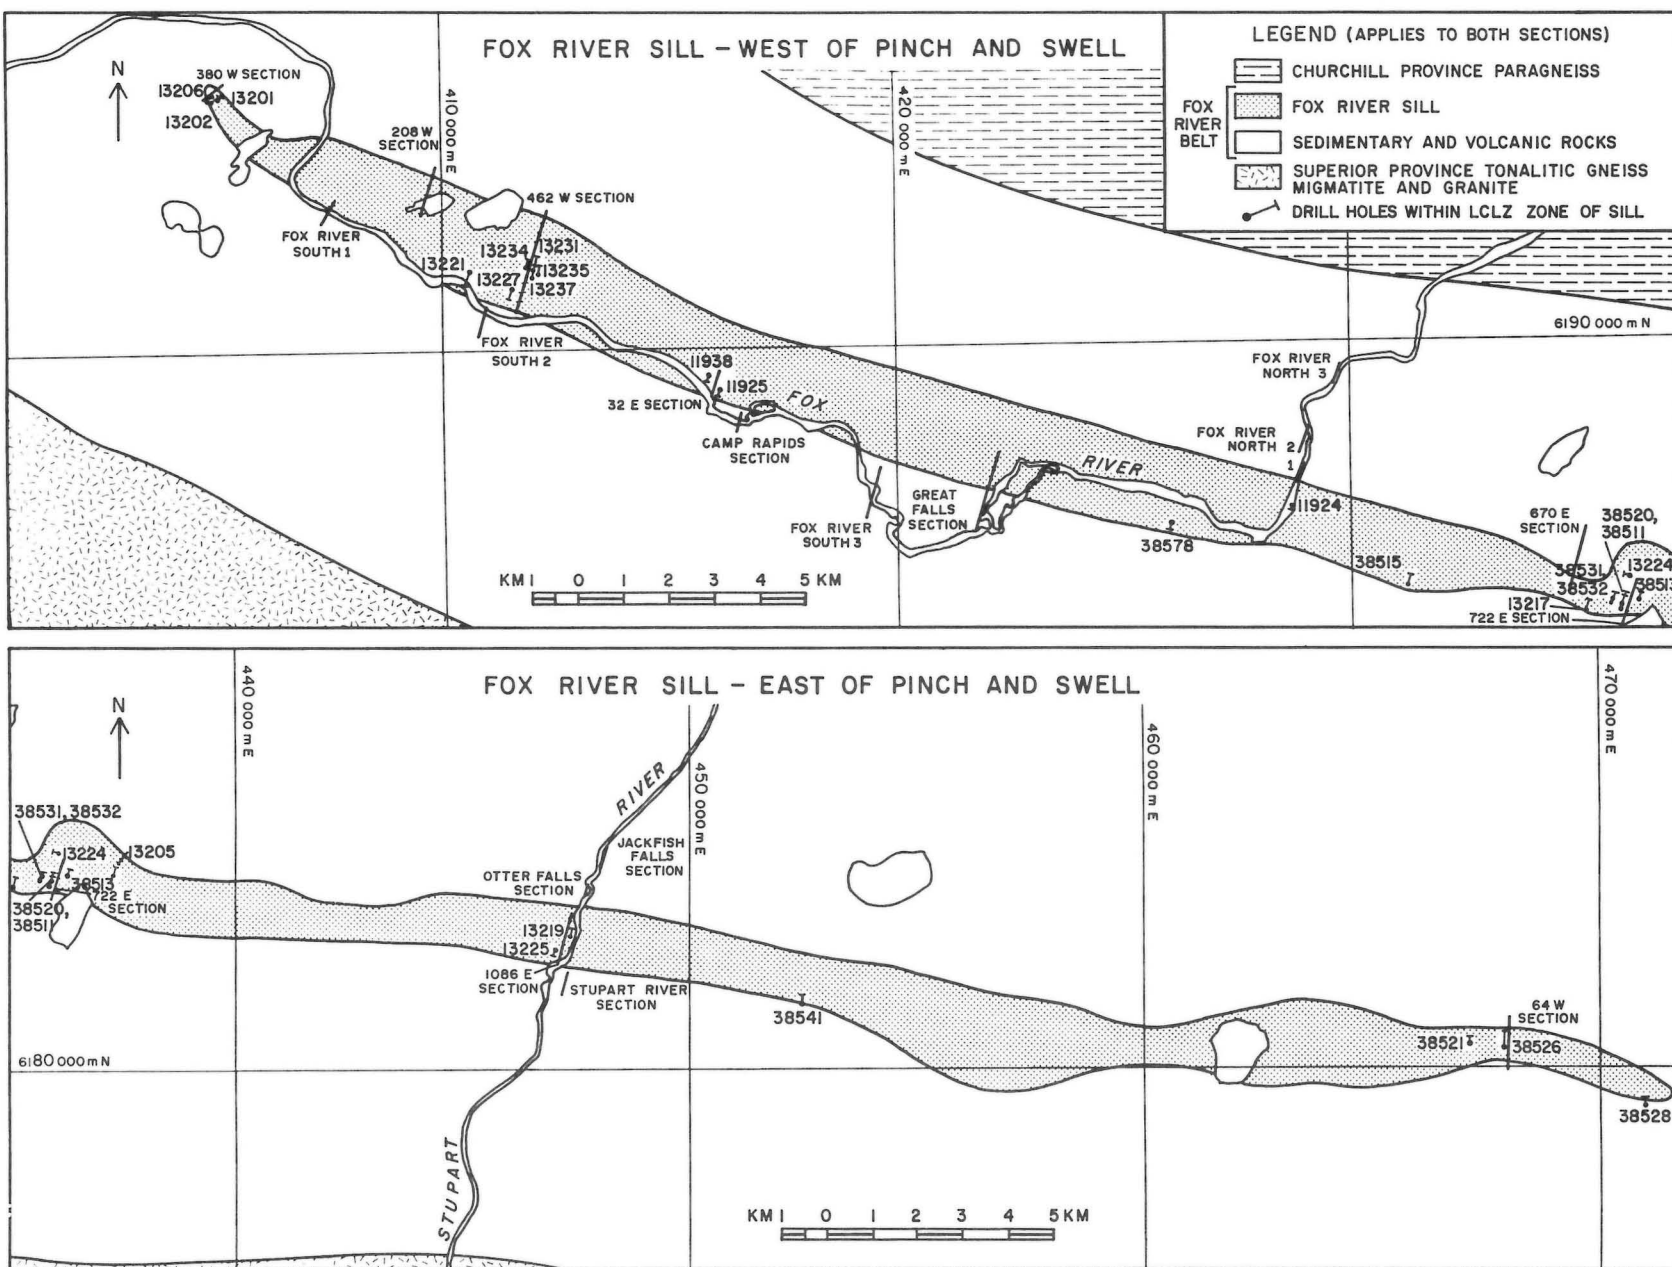 FOX RIVER SILL – WEST OF PINCH AND SWELL
LEGEND (APPLIES TO BOTH SECTIONS)
CHURCHILL PROVINCE PARAGNEISS
FOX
RIVER
BELT
FOX RIVER SILL
SEDIMENTARY AND VOLCANIC ROCKS
SUPERIOR PROVINCE TONALITIC GNEISS
MIGMATITE AND GRANITE
DRILL HOLES WITHIN LCLZ ZONE OF SILL
N
380 W SECTION
13206
13201
13202
410 000 m E
420 000 m E
208 W
SECTION
462 W SECTION
FOX RIVER
SOUTH 1
13234
13231
13221
13227
13235
13237
FOX RIVER
SOUTH 2
6190 000 m N
FOX RIVER
NORTH 3
11938
11925
32 E SECTION
FOX
CAMP RAPIDS
SECTION
FOX RIVER
NORTH 2
1
RIVER
GREAT
FALLS
SECTION
FOX RIVER
SOUTH 3
11924
38578
38515
670 E
SECTION
38520,
38511
38531,
38532
13224
38513
13217
722 E SECTION
KM 1 0 1 2 3 4 5 KM
FOX RIVER SILL – EAST OF PINCH AND SWELL
N
440 000 m E
450 000 m E
460 000 m E
470 000 m E
RIVER
JACKFISH
FALLS
SECTION
OTTER FALLS
SECTION
38531, 38532
13224
13205
38513
722 E
SECTION
38520,
38511
13219
13225
1086 E
SECTION
STUPART RIVER
SECTION
38541
64 W
SECTION
38521
38526
38528
6180 000 m N
STUPART
KM 1 0 1 2 3 4 5 KM